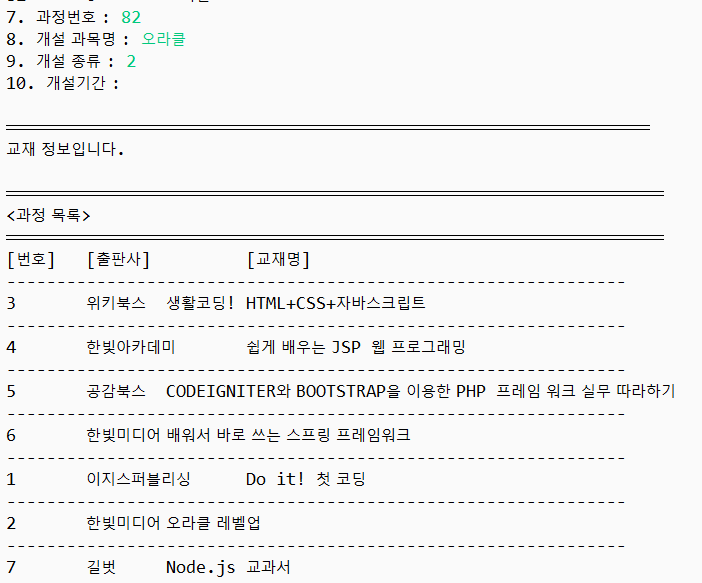 7. 과정번호 : 82
8. 개설 과목명 : 오라클
9. 개설 종류 : 2
10. 개설기간 :
교재 정보입니다.
<과정 목록>
[번호] [출판사] [교재명]
3 위키북스 생활코딩! HTML+CSS+자바스크립트
4 한빛아카데미 쉽게 배우는 JSP 웹 프로그래밍
5 공감북스 CODEIGNITER와 BOOTSTRAP을 이용한 PHP 프레임 워크 실무 따라하기
6 한빛미디어 배워서 바로 쓰는 스프링 프레임워크
1 이지스퍼블리싱 Do it! 첫 코딩
2 한빛미디어 오라클 레벨업
7 길벗 Node.js 교과서